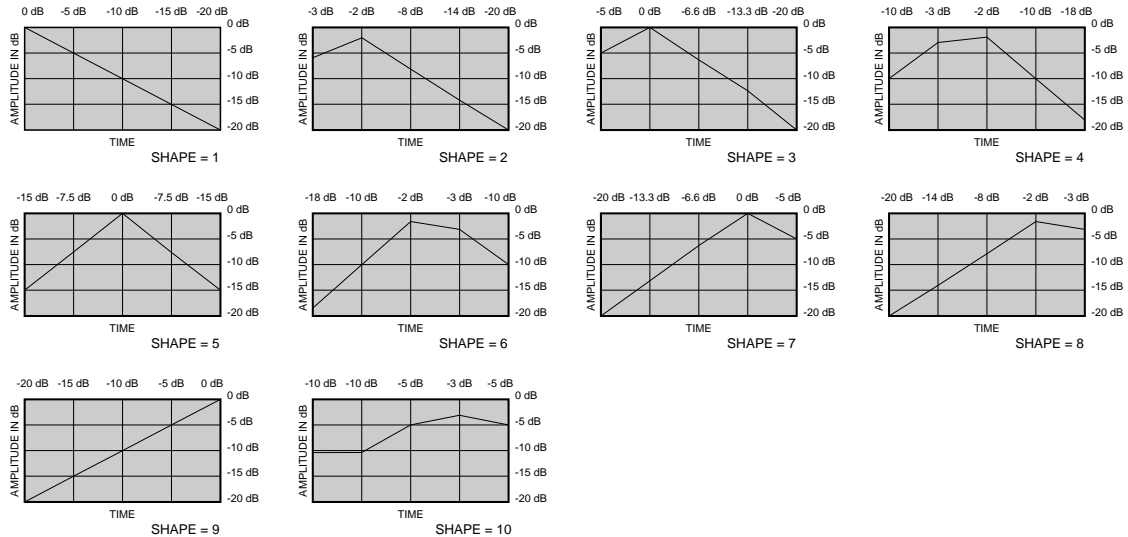 0 dB -5 dB -10 dB -15 dB -20 dB
AMPLITUDE IN dB
0 dB
-5 dB
-10 dB
-15 dB
-20 dB
TIME
SHAPE = 1
-3 dB -2 dB -8dB -14 dB -20dB
AMPLITUDE IN dB
0 dB
-5 dB
-10 dB
-15 dB
-20 dB
TIME
SHAPE = 2
-5 dB 0 dB -6.6 dB -13.3 dB -20 dB
AMPLITUDE IN dB
0 dB
-5 dB
-10 dB
-15 dB
-20 dB
TIME
SHAPE = 3
-10 dB -3 dB -2 dB -10 dB -18 dB
AMPLITUDE IN dB
0 dB
-5 dB
-10 dB
-15 dB
-20 dB
TIME
SHAPE = 4
-15 dB -7.5 dB 0 dB -7.5 dB -15 dB
AMPLITUDE IN dB
0 dB
-5 dB
-10 dB
-15 dB
-20 dB
TIME
SHAPE = 5
-18 dB -10 dB -2 dB -3 dB -10 dB
AMPLITUDE IN dB
0 dB
-5 dB
-10 dB
-15 dB
-20 dB
TIME
SHAPE = 6
-20 dB -13.3 dB -6.6 dB 0 dB -5 dB
AMPLITUDE IN dB
0 dB
-5 dB
-10 dB
-15 dB
-20 dB
TIME
SHAPE = 7
-20 dB -14 dB -8 dB -2 dB -3 dB
AMPLITUDE IN dB
0 dB
-5 dB
-10 dB
-15 dB
-20 dB
TIME
SHAPE = 8
-20 dB -15 dB -10 dB -5 dB 0 dB
AMPLITUDE IN dB
0 dB
-5 dB
-10 dB
-15 dB
-20 dB
TIME
SHAPE = 9
-10 dB -10 dB -5 dB -3 dB -5 dB
AMPLITUDE IN dB
0 dB
-5 dB
-10 dB
-15 dB
-20 dB
TIME
SHAPE = 10